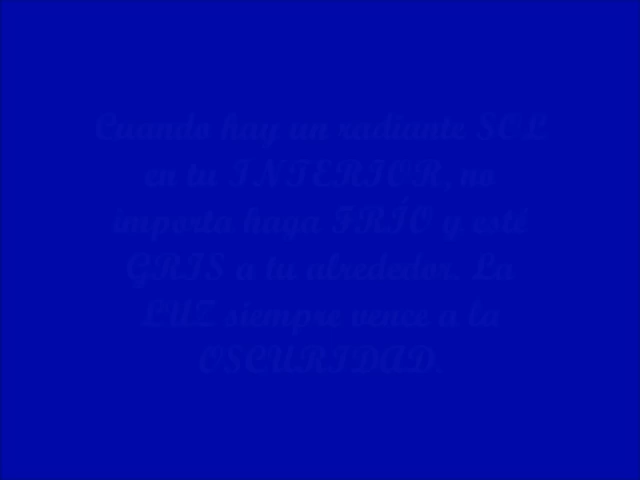 Cuando hay un radiante SOL
en tu INTERIOR, no
importa haga FRÍO y esté
GRIS a tu alrededor. La
LUZ siempre vence a la
OSCURIDAD.